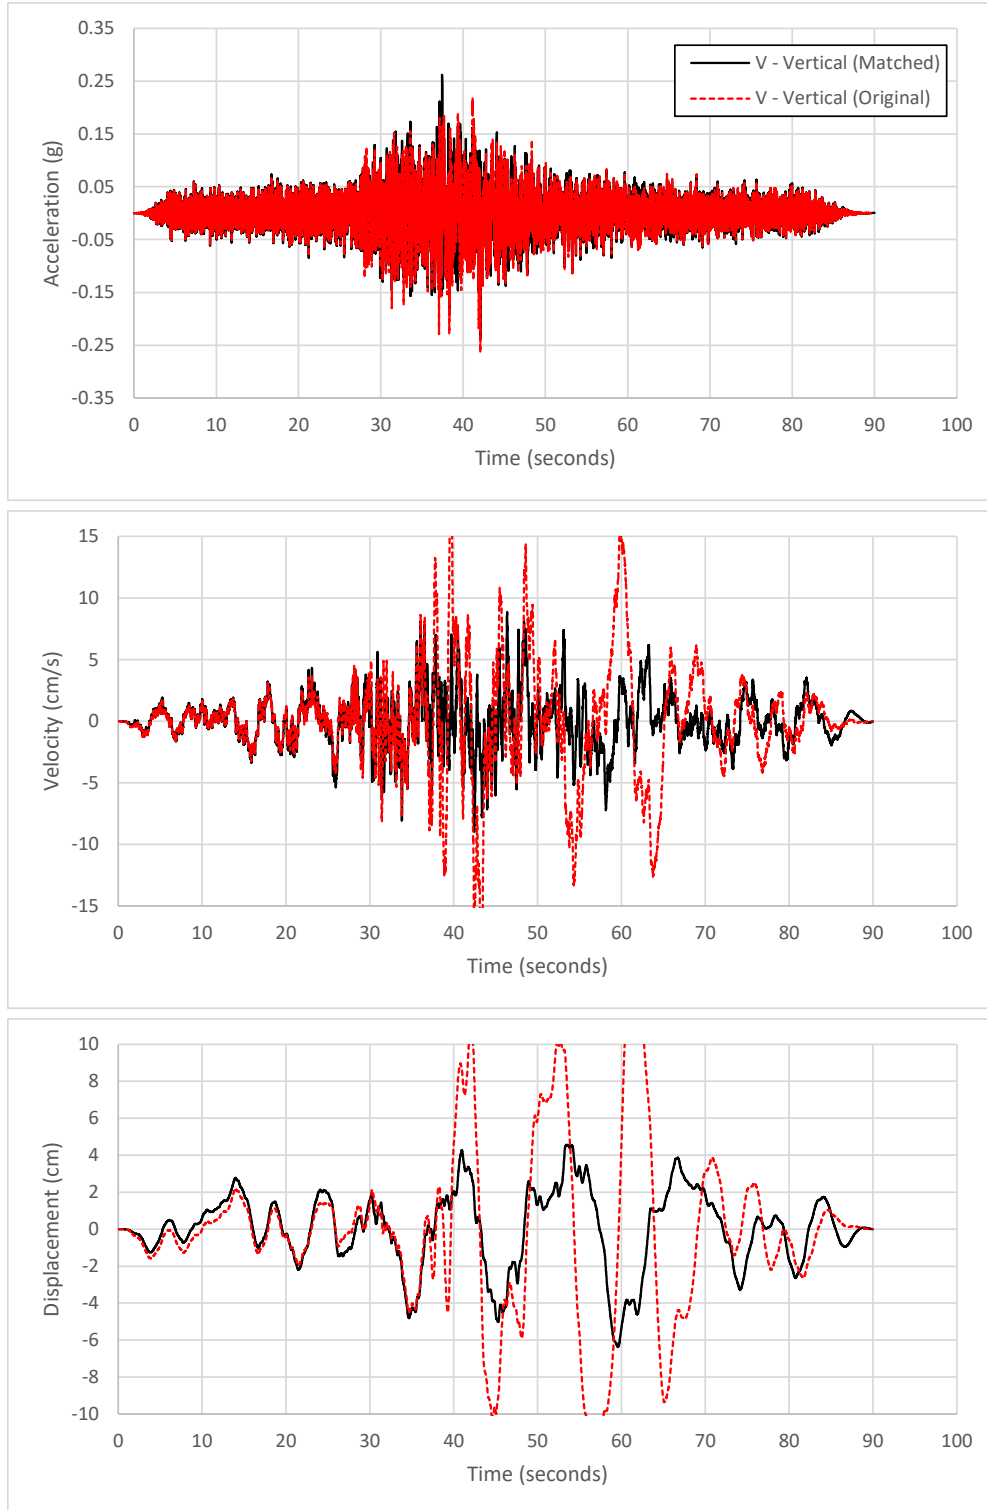 0.35
0.25
0.15
0.05
-0.05
-0.15
-0.25
-0.35
Acceleration (g)
V - Vertical (Matched)
V - Vertical (Original)
0 10 20 30 40 50 60 70 80 90 100
Time (seconds)
15
10
5
0
-5
-10
-15
Velocity (cm/s)
0 10 20 30 40 50 60 70 80 90 100
Time (seconds)
10
8
6
4
2
0
-2
-4
-6
-8
-10
Displacement (cm)
0 10 20 30 40 50 60 70 80 90 100
Time (seconds)